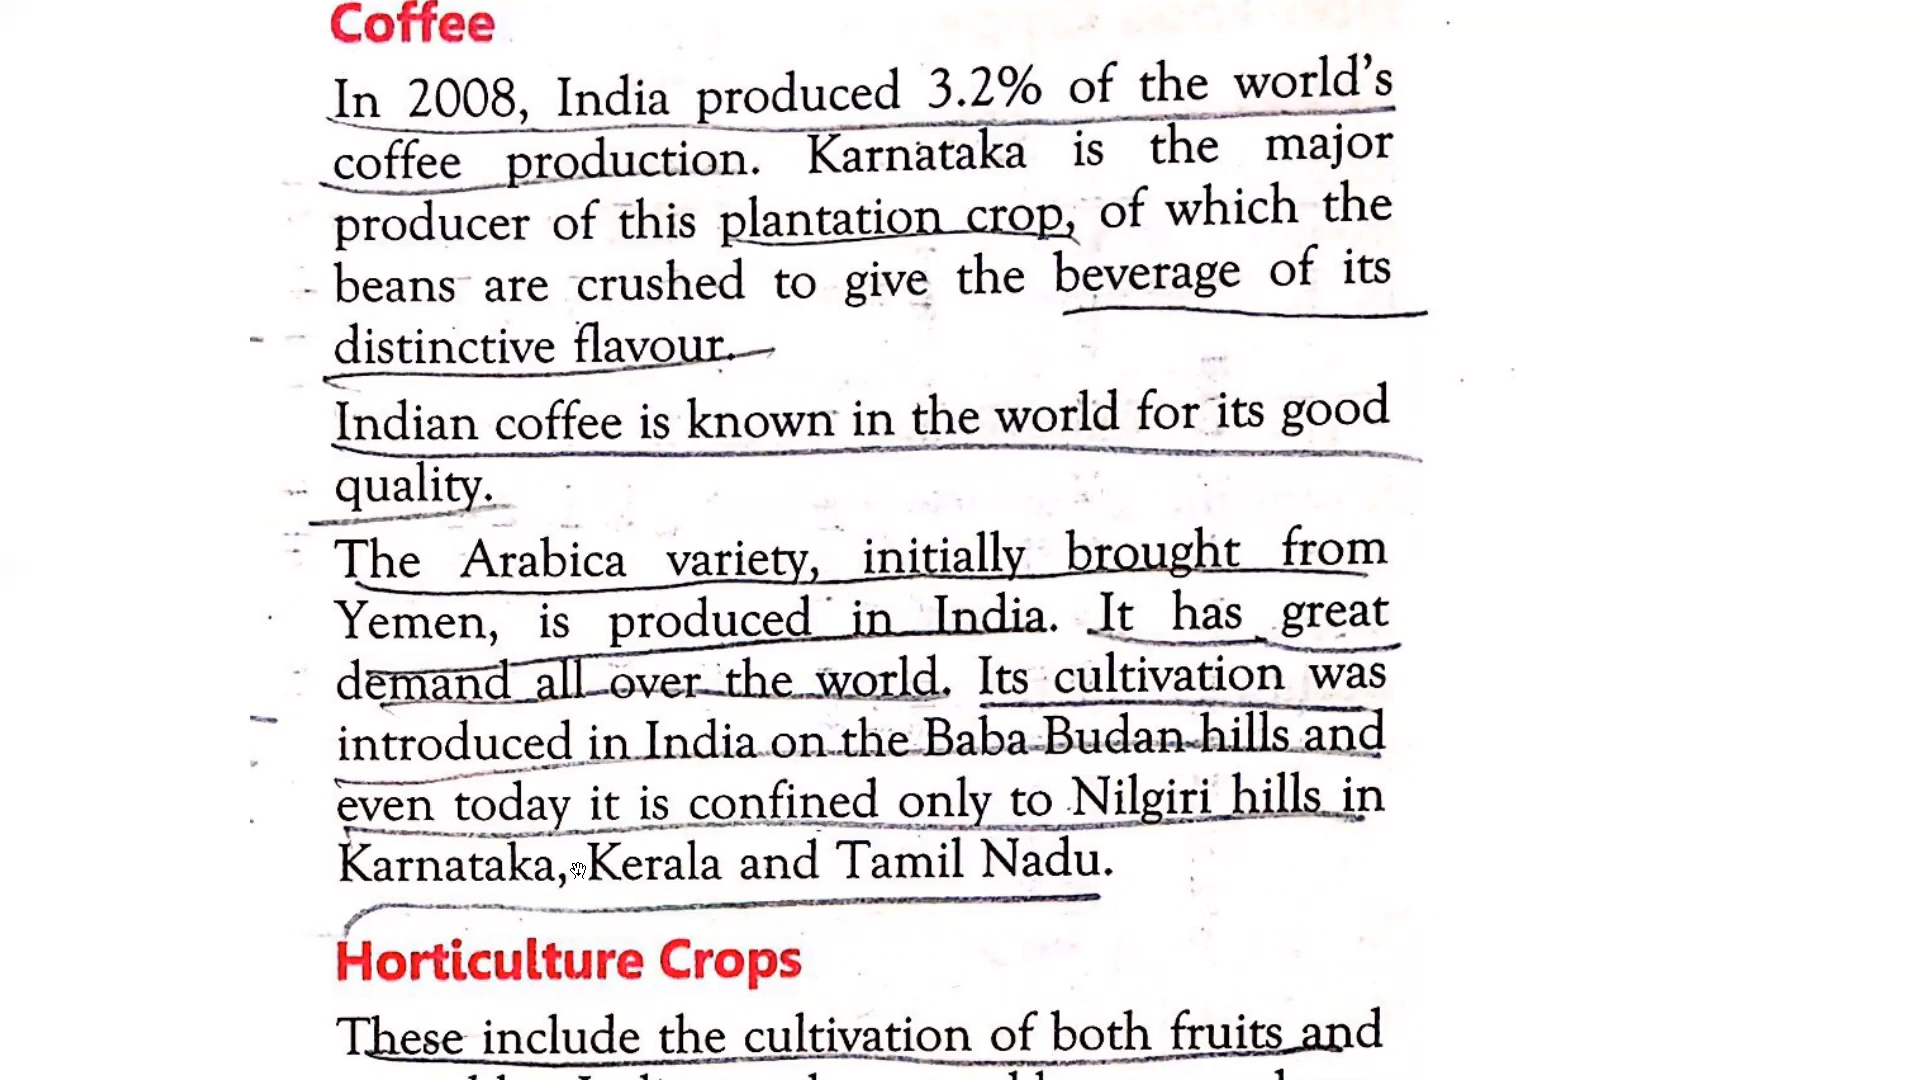 Coffee
In 2008, India produced 3.2% of the world's
coffee production. Karnataka is the major
producer of this plantation crop, of which the
beans are crushed to give the beverage of its
distinctive flavour.
Indian coffee is known in the world for its good
quality.
The Arabica variety, initially brought from
Yemen, is produced in India. It has great
demand all over the world. Its cultivation was
introduced in India on the Baba Budan hills and
even today it is confined only to Nilgiri hills in
Karnataka, Kerala and Tamil Nadu.
Horticulture Crops
These include the cultivation of both fruits and